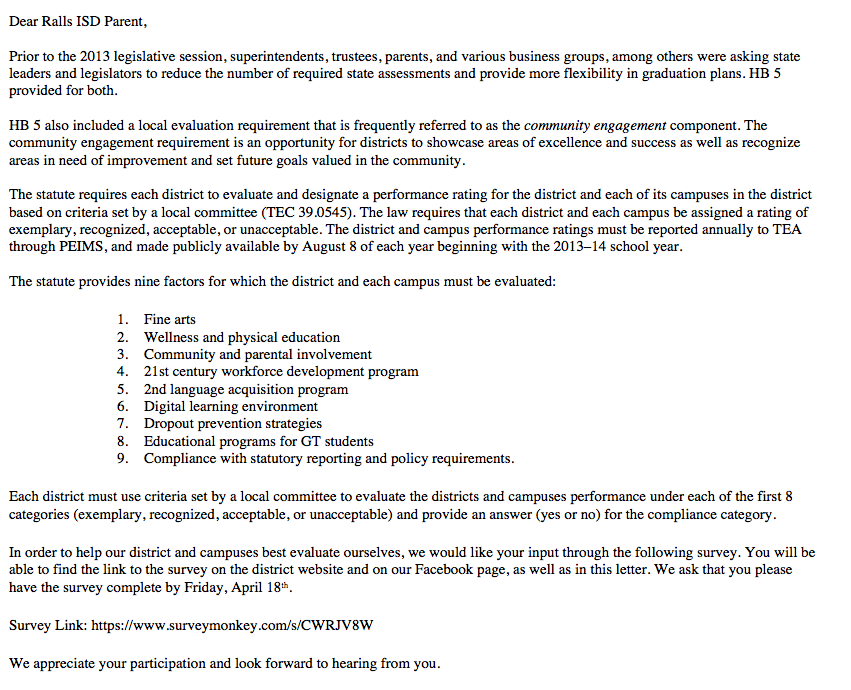 Dear Ralls ISD Parent,
Prior to the 2013 legislative session, superintendents, trustees, parents, and various business groups, among others were asking state
leaders and legislators to reduce the number of required state assessments and provide more flexibility in graduation plans. HB 5
provided for both.
HB 5 also included a local evaluation requirement that is frequently referred to as the community engagement component. The
community engagement requirement is an opportunity for districts to showcase areas of excellence and success as well as recognize
areas in need of improvement and set future goals valued in the community.
The statute requires each district to evaluate and designate a performance rating for the district and each of its campuses in the district
based on criteria set by a local committee (TEC 39.0545). The law requires that each district and each campus be assigned a rating of
exemplary, recognized, acceptable, or unacceptable. The district and campus performance ratings must be reported annually to TEA
through PEIMS, and made publicly available by August 8 of each year beginning with the 2013–14 school year.
The statute provides nine factors for which the district and each campus must be evaluated:
1. Fine arts
2. Wellness and physical education
3. Community and parental involvement
4. 21st century workforce development program
5. 2nd language acquisition program
6. Digital learning environment
7. Dropout prevention strategies
8. Educational programs for GT students
9. Compliance with statutory reporting and policy requirements.
Each district must use criteria set by a local committee to evaluate the districts and campuses performance under each of the first 8
categories (exemplary, recognized, acceptable, or unacceptable) and provide an answer (yes or no) for the compliance category.
In order to help our district and campuses best evaluate ourselves, we would like your input through the following survey. You will be
able to find the link to the survey on the district website and on our Facebook page, as well as in this letter. We ask that you please
have the survey complete by Friday, April 18th.
Survey Link: https://www.surveymonkey.com/s/CWRJV8W
We appreciate your participation and look forward to hearing from you.